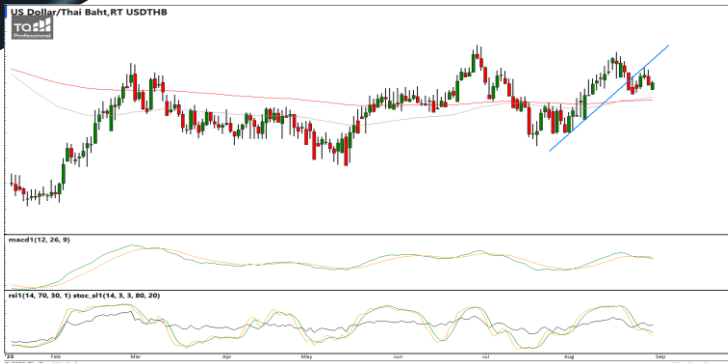 US Dollar/Thai Baht,RT USDTHB
TQ
Professional
macd1(12, 26, 9)
rsi1(14, 70, 30, 1) stoc_sl1(14, 3, 3, 80, 20)
Feb Mar Apr May Jun Jul Aug Sep